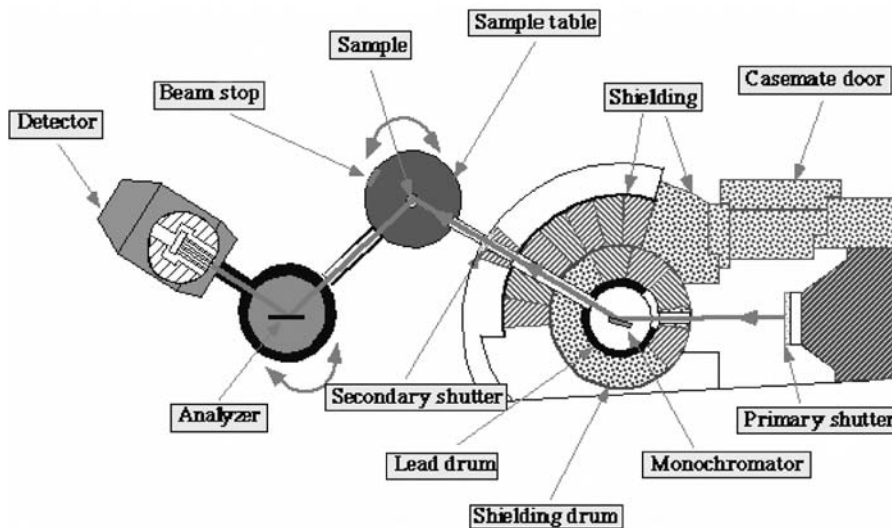 Sample
Sample table
Beam stop
Shielding
Casemate door
Detector
Secondary shutter
Analyzer
Primary shutter
Lead drum
Monochromator
Shielding drum